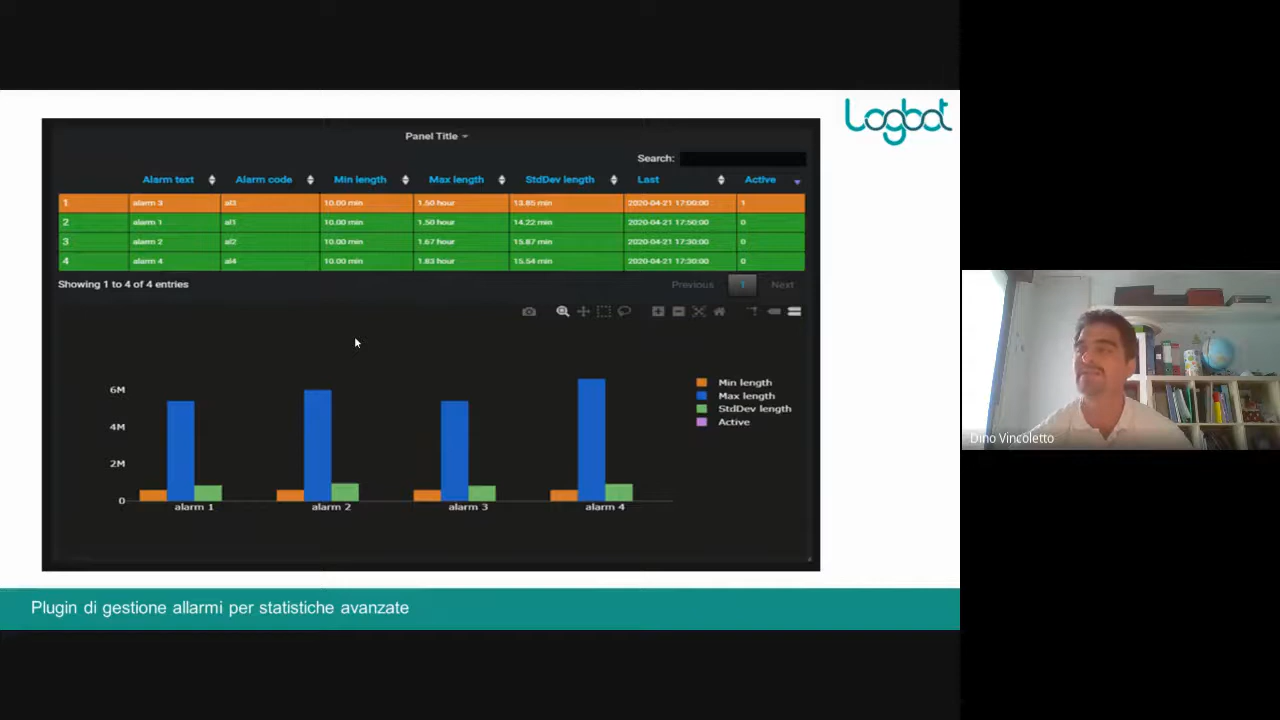 Logbot
Panel Title
Search:
Alarm text Alarm code Min length Max length StdDev length Last Active
1 alarm 3 al3 10.00 min 1.50 hour 13.85 min 2020-04-21 17:00:00 1
2 alarm 1 al1 10.00 min 1.50 hour 14.22 min 2020-04-21 17:50:00 0
3 alarm 2 al2 10.00 min 1.67 hour 15.87 min 2020-04-21 17:30:00 0
4 alarm 4 al4 10.00 min 1.83 hour 15.54 min 2020-04-21 17:30:00 0
Showing 1 to 4 of 4 entries
Previous 1 Next
6M
4M
2M
0
alarm 1 alarm 2 alarm 3 alarm 4
Min length
Max length
StdDev length
Active
Dino Vincoletto
Plugin di gestione allarmi per statistiche avanzate